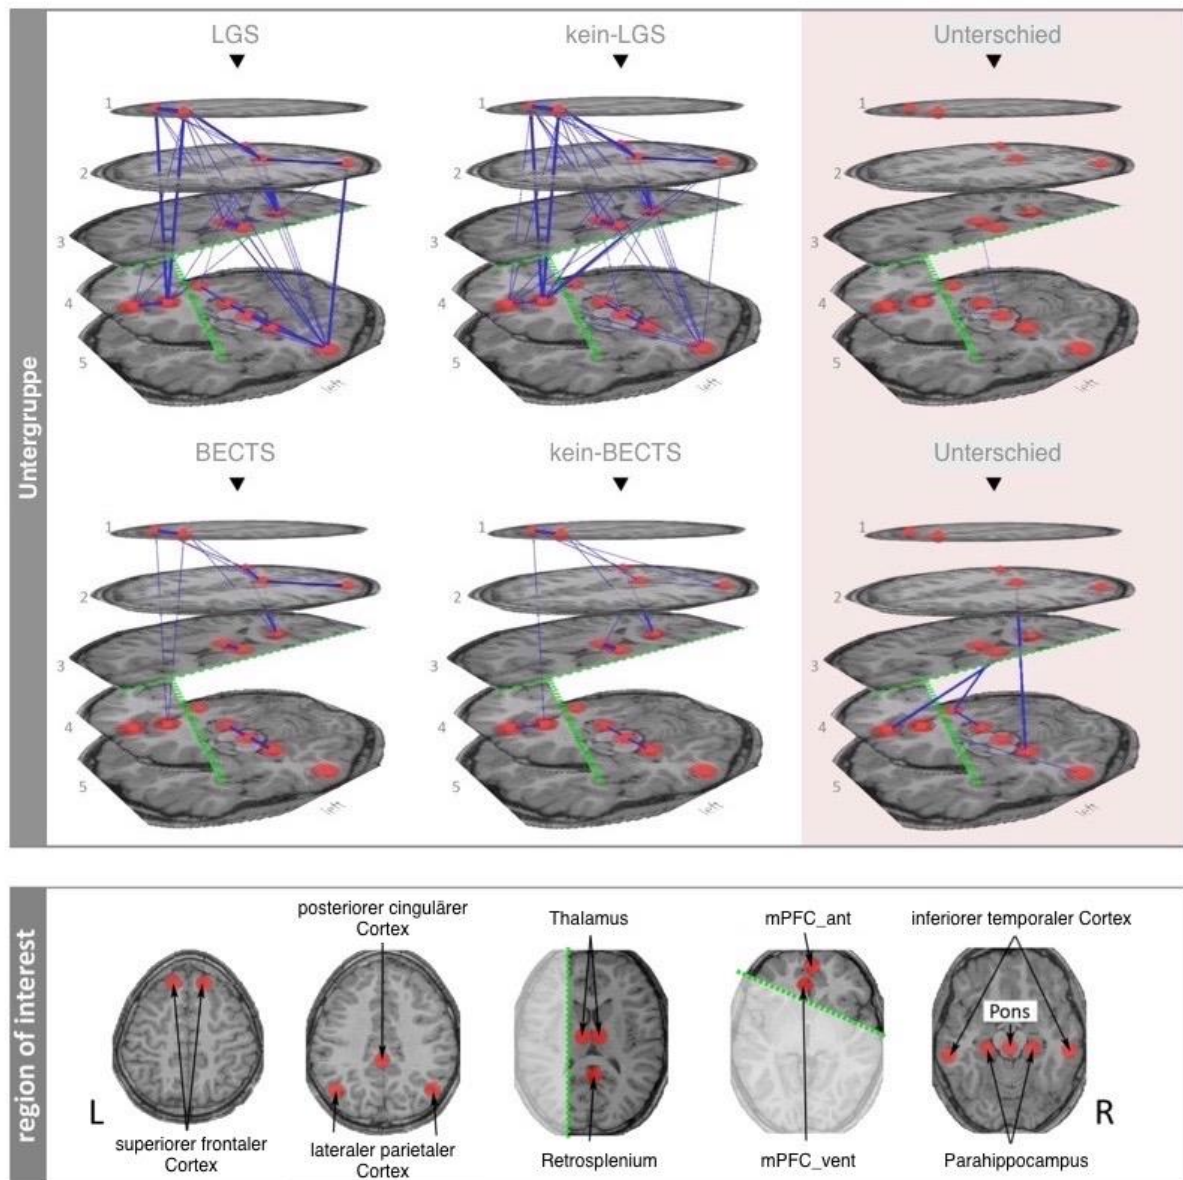 Untergruppe
LGS
kein-LGS
Unterschied
1
2
3
4
5
left
1
2
3
4
5
left
1
2
3
4
5
left
BECTS
kein-BECTS
Unterschied
1
2
3
4
5
left
1
2
3
4
5
left
1
2
3
4
5
left
region of interest
posteriorer cingulärer
Cortex
Thalamus
mPFC_ant
inferiorer temporaler Cortex
Pons
L
R
superiorer frontaler
Cortex
lateraler parietaler
Cortex
Retrosplenium
mPFC_vent
Parahippocampus